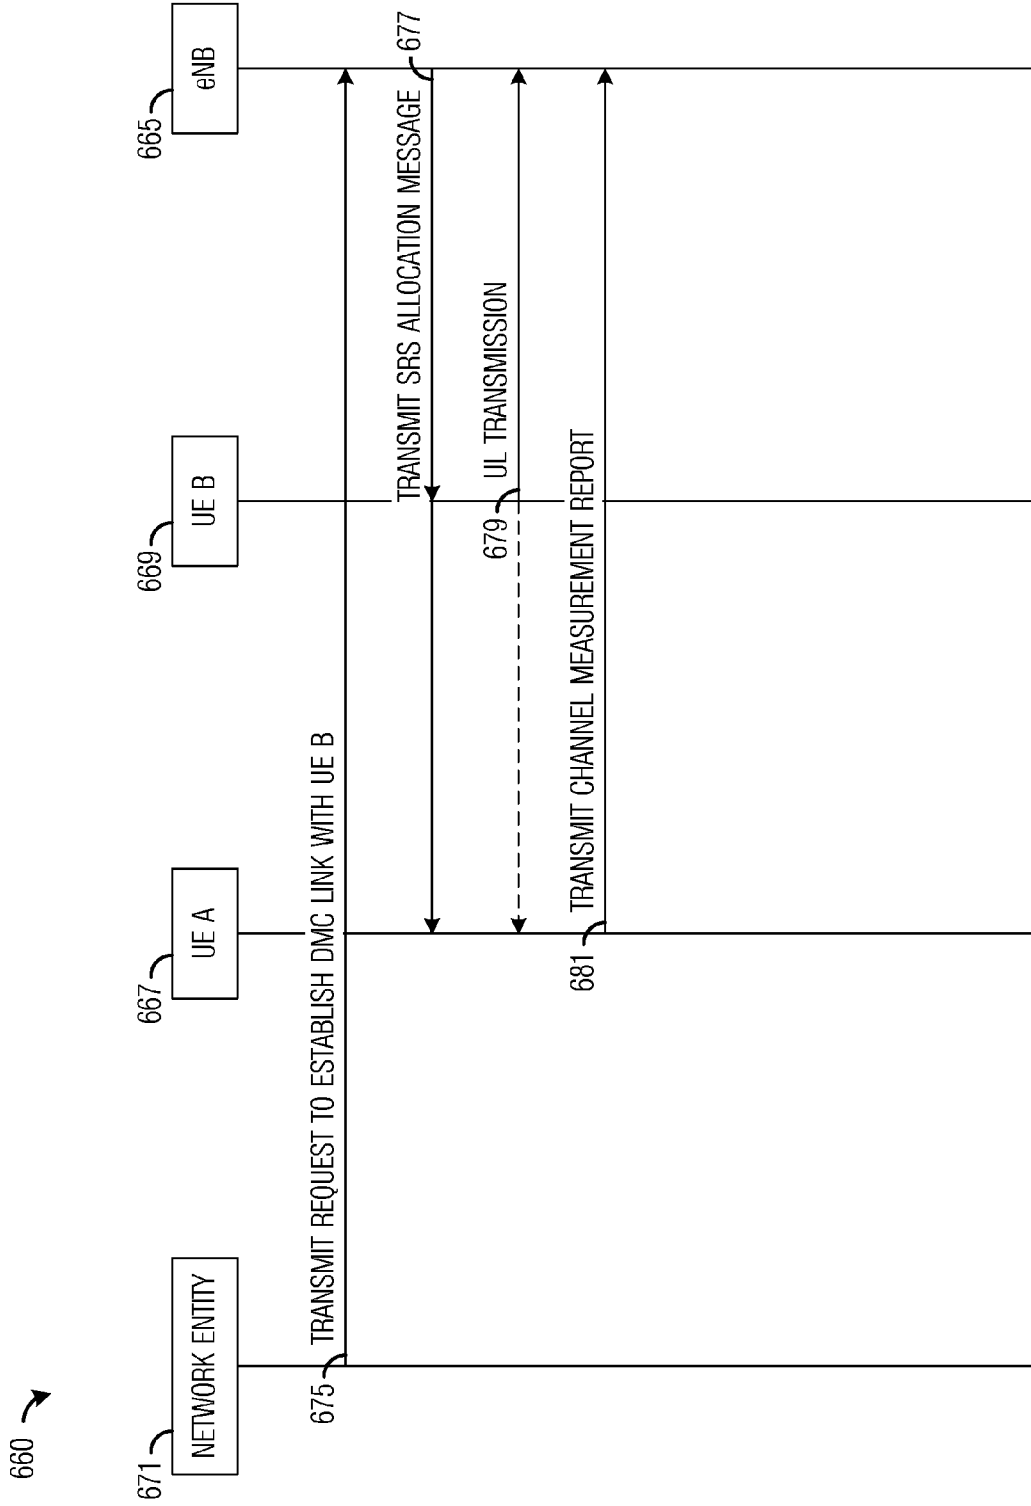 660
671
NETWORK ENTITY
667
UE A
669
UE B
665
eNB
675
TRANSMIT REQUEST TO ESTABLISH DMC LINK WITH UE B
TRANSMIT SRS ALLOCATION MESSAGE
677
679
UL TRANSMISSION
681
TRANSMIT CHANNEL MEASUREMENT REPORT